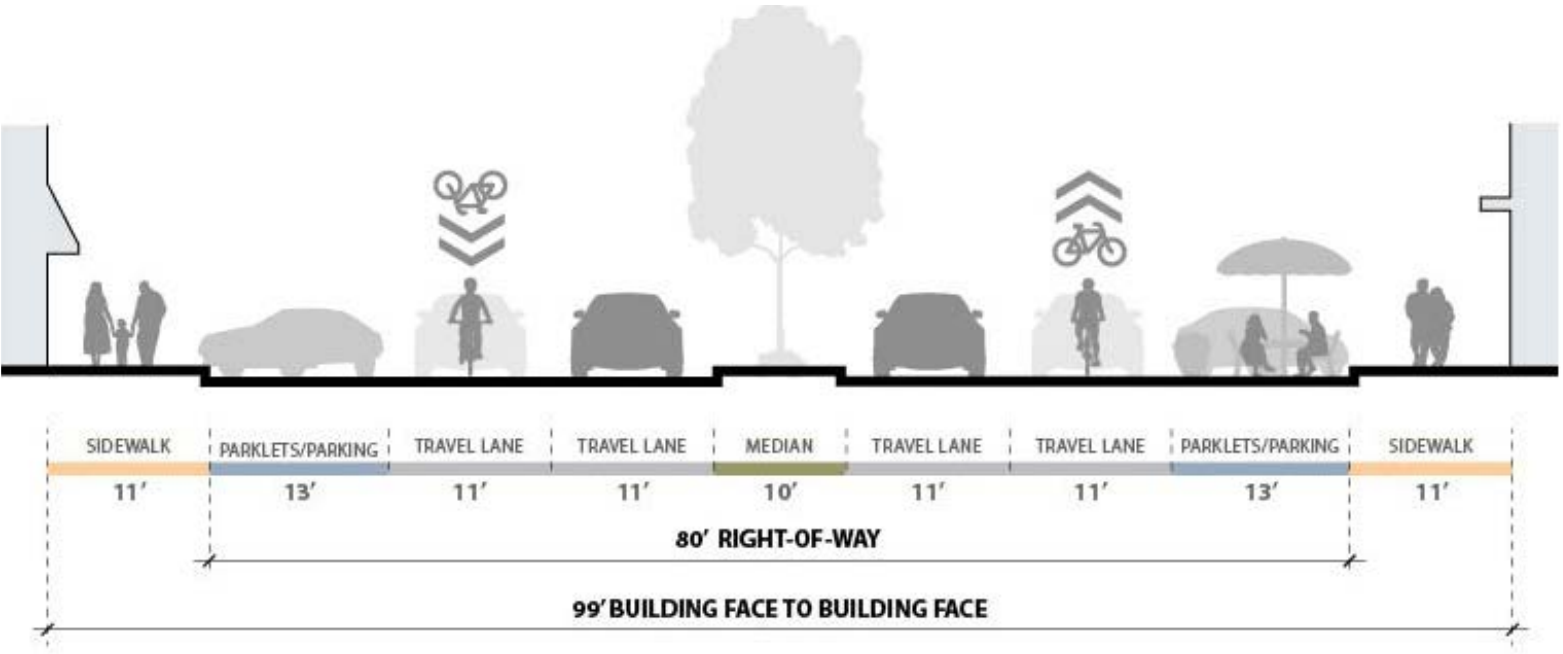 SIDEWALK PARKLETS/PARKING TRAVEL LANE TRAVEL LANE MEDIAN TRAVEL LANE TRAVEL LANE PARKLETS/PARKING SIDEWALK
11′ 13′ 11′ 11′ 10′ 11′ 11′ 13′ 11′
80′ RIGHT-OF-WAY
99′ BUILDING FACE TO BUILDING FACE